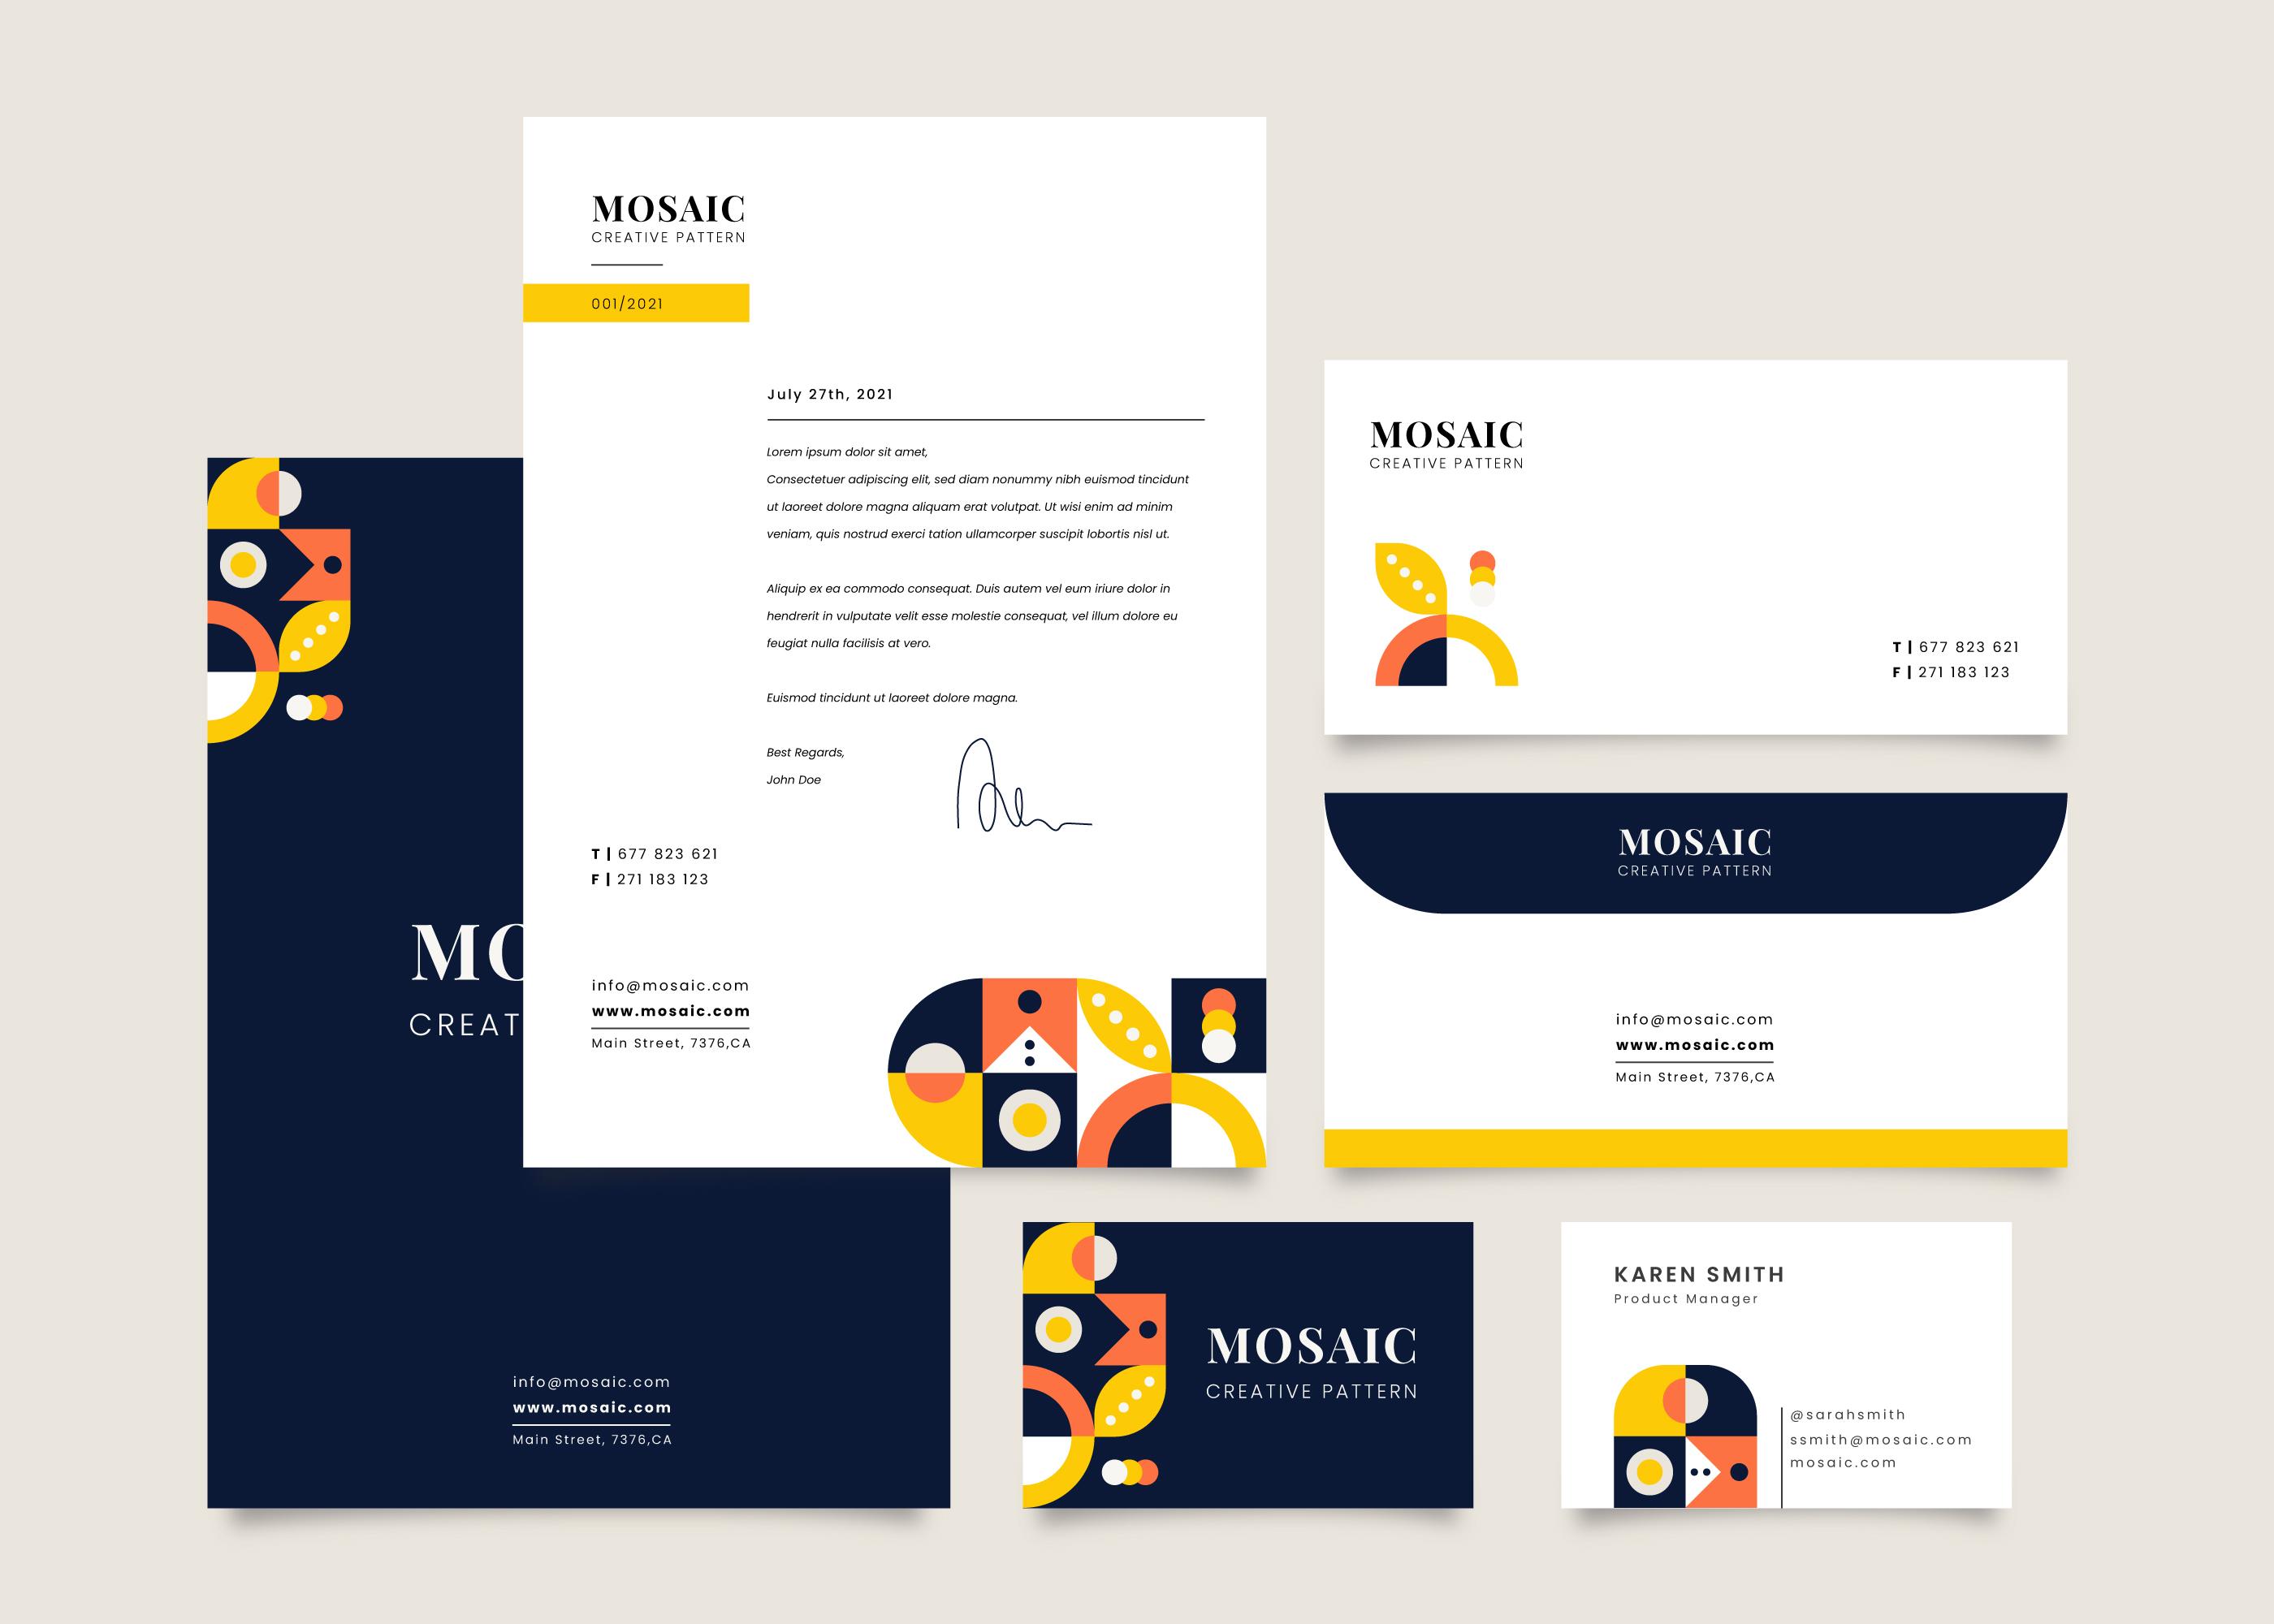 MOSAIC
CREATIVE PATTERN
001/2021
July 27th, 2021
Lorem ipsum dolor sit amet,
Consectetuer adipiscing elit, sed diam nonummy nibh euismod tincidunt
ut laoreet dolore magna aliquam erat volutpat. Ut wisi enim ad minim
veniam, quis nostrud exerci tation ullamcorper suscipit lobortis nisl ut.
Aliquip ex ea commodo consequat. Duis autem vel eum iriure dolor in
hendrerit in vulputate velit esse molestie consequat, vel illum dolore eu
feugiat nulla facilisis at vero.
Euismod tincidunt ut laoreet dolore magna.
Best Regards,
John Doe
T | 677 823 621
F | 271 183 123
info@mosaic.com
www.mosaic.com
Main Street, 7376,CA
MO
CREAT
info@mosaic.com
www.mosaic.com
Main Street, 7376,CA
MOSAIC
CREATIVE PATTERN
T | 677 823 621
F | 271 183 123
MOSAIC
CREATIVE PATTERN
info@mosaic.com
www.mosaic.com
Main Street, 7376,CA
MOSAIC
CREATIVE PATTERN
KAREN SMITH
Product Manager
@sarahsmith
ssmith@mosaic.com
mosaic.com